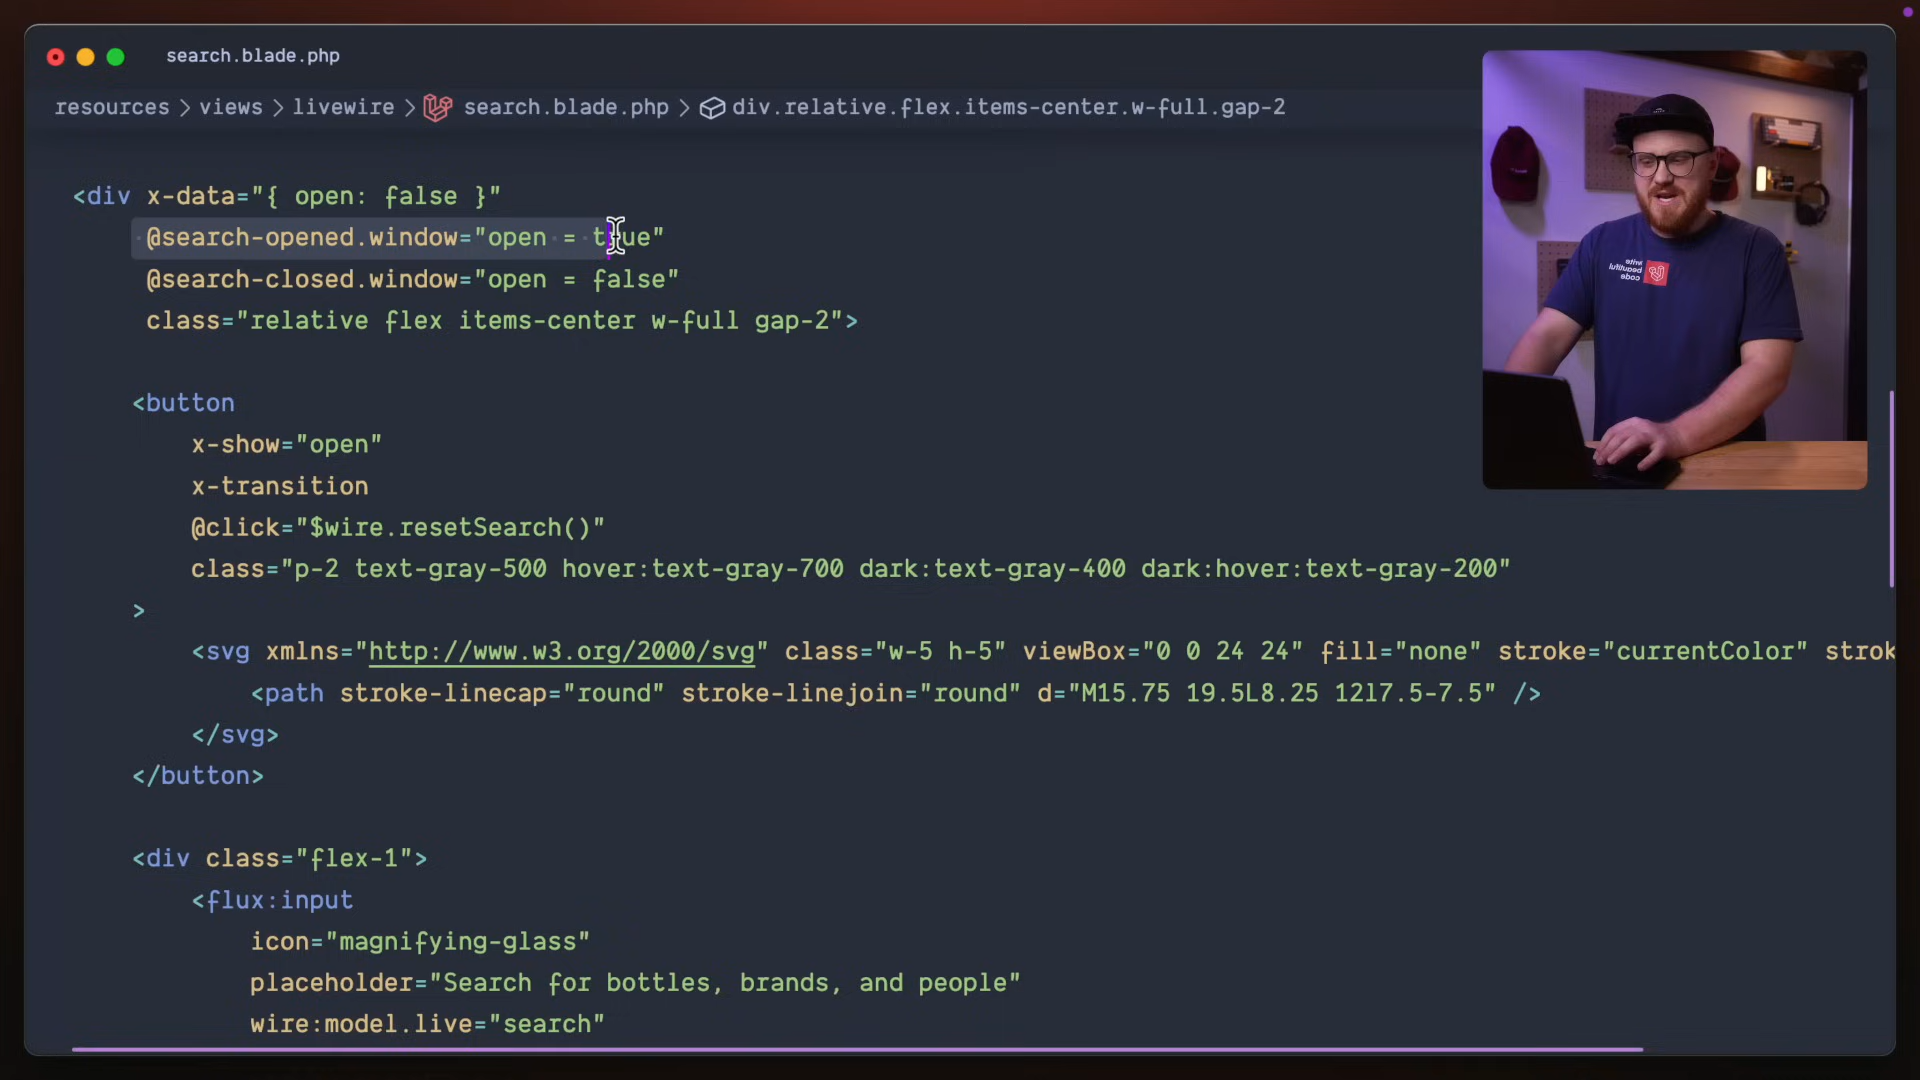 search.blade.php
resources > views > livewire > search.blade.php > div.relative.flex.items-center.w-full.gap-2
<div x-data="{ open: false }"
@search-opened.window="open = true"
@search-closed.window="open = false"
class="relative flex items-center w-full gap-2">
<button
x-show="open"
x-transition
@click="$wire.resetSearch()"
class="p-2 text-gray-500 hover:text-gray-700 dark:text-gray-400 dark:hover:text-gray-200"
>
<svg xmlns="http://www.w3.org/2000/svg" class="w-5 h-5" viewBox="0 0 24 24" fill="none" stroke="currentColor" strok
<path stroke-linecap="round" stroke-linejoin="round" d="M15.75 19.5L8.25 12l7.5-7.5" />
</svg>
</button>
<div class="flex-1">
<flux:input
icon="magnifying-glass"
placeholder="Search for bottles, brands, and people"
wire:model.live="search"
write
beautiful
code